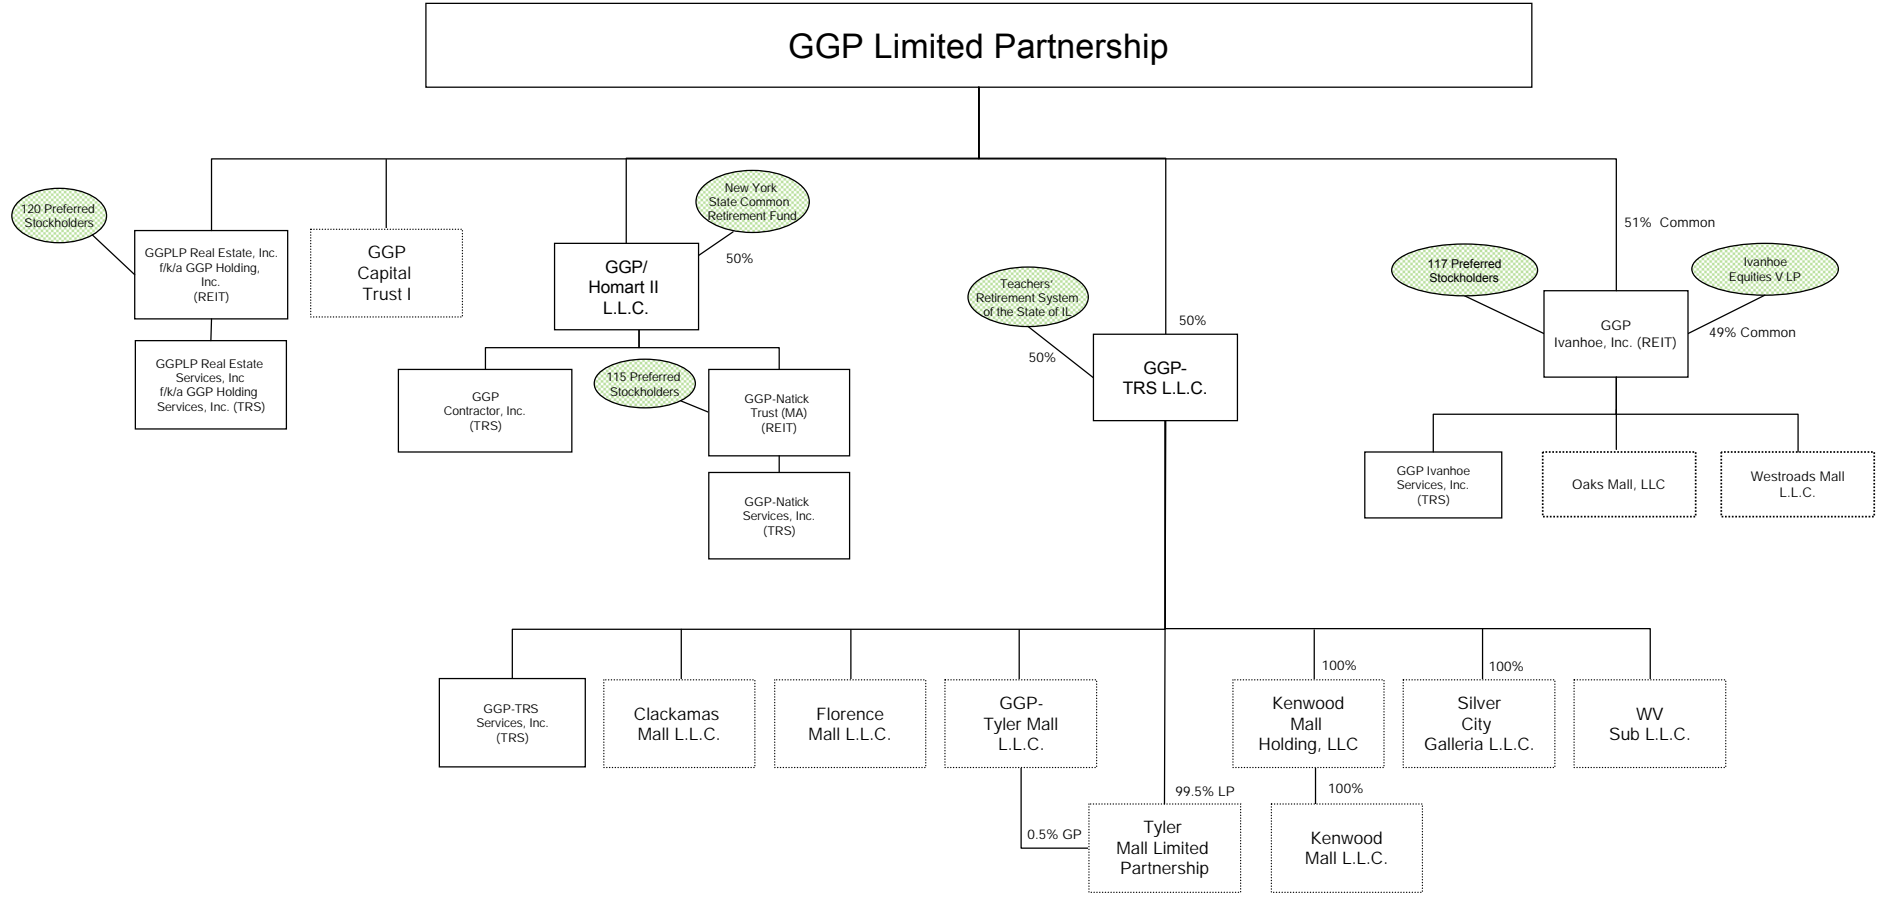 GGP Limited Partnership
120 Preferred
Stockholders
GGPLP Real Estate, Inc.
f/k/a GGP Holding,
Inc.
(REIT)
GGPLP Real Estate
Services, Inc
f/k/a GGP Holding
Services, Inc. (TRS)
GGP
Capital
Trust I
New York
State Common
Retirement Fund
50%
GGP/
Homart II
L.L.C.
GGP
Contractor, Inc.
(TRS)
115 Preferred
Stockholders
GGP-Natick
Trust (MA)
(REIT)
GGP-Natick
Services, Inc.
(TRS)
Teachers'
Retirement System
of the State of IL
50%
50%
GGP-
TRS L.L.C.
51% Common
117 Preferred
Stockholders
Ivanhoe
Equities V LP
GGP
Ivanhoe, Inc. (REIT)
49% Common
GGP Ivanhoe
Services, Inc.
(TRS)
Oaks Mall, LLC
Westroads Mall
L.L.C.
GGP-TRS
Services, Inc.
(TRS)
Clackamas
Mall L.L.C.
Florence
Mall L.L.C.
GGP-
Tyler Mall
L.L.C.
100%
Kenwood
Mall
Holding, LLC
100%
Silver
City
Galleria L.L.C.
WV
Sub L.L.C.
99.5% LP
0.5% GP
Tyler
Mall Limited
Partnership
100%
Kenwood
Mall L.L.C.